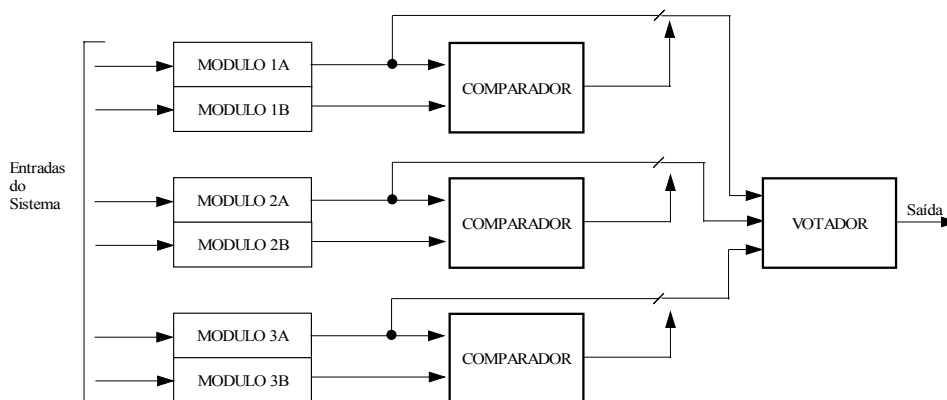 MODULO 1A
MODULO 1B
COMPARADOR
Entradas
do
Sistema
MODULO 2A
MODULO 2B
COMPARADOR
VOTADOR
Saída
MODULO 3A
MODULO 3B
COMPARADOR